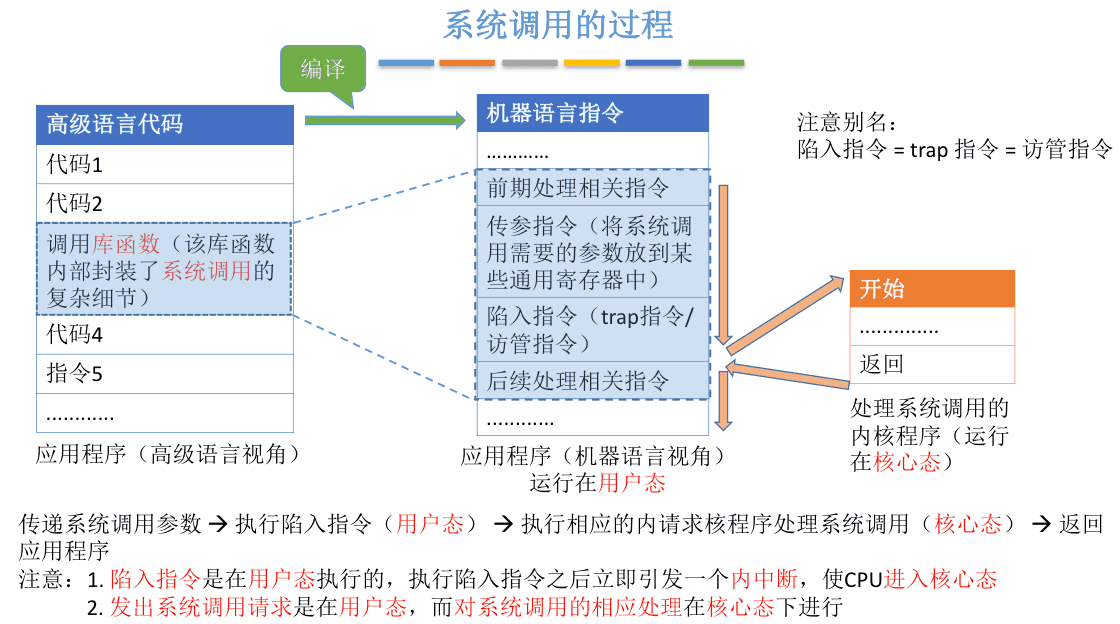 系统调用的过程
编译
高级语言代码
代码1
代码2
调用库函数（该库函数
内部封装了系统调用的
复杂细节）
代码4
指令5
............
应用程序（高级语言视角）
机器语言指令
............
前期处理相关指令
传参指令（将系统调
用需要的参数放到某
些通用寄存器中）
陷入指令（trap指令/
访管指令）
后续处理相关指令
............
应用程序（机器语言视角）
运行在用户态
注意别名：
陷入指令 = trap 指令 = 访管指令
开始
..............
返回
处理系统调用的
内核程序（运行
在核心态）
传递系统调用参数 → 执行陷入指令（用户态） → 执行相应的内请求核程序处理系统调用（核心态） → 返回
应用程序
注意：1. 陷入指令是在用户态执行的，执行陷入指令之后立即引发一个内中断，使CPU进入核心态
2. 发出系统调用请求是在用户态，而对系统调用的相应处理在核心态下进行